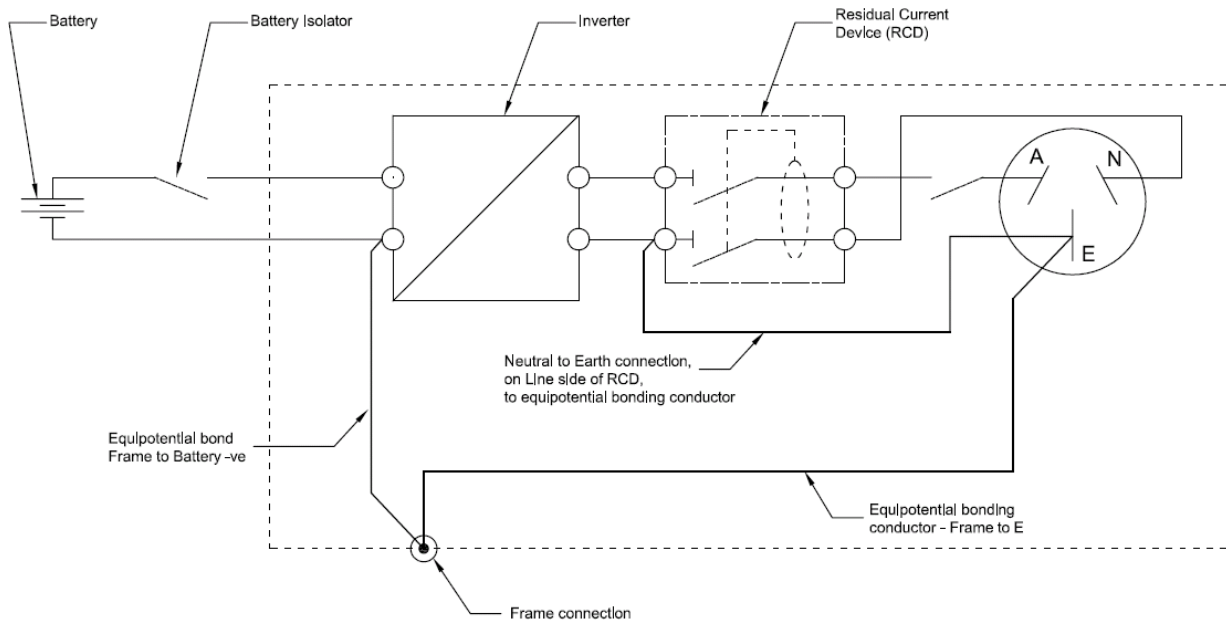 Battery
Battery Isolator
Inverter
Residual Current
Device (RCD)
A
N
E
Neutral to Earth connection,
on Line side of RCD,
to equipotential bonding conductor
Equipotential bond
Frame to Battery -ve
Equipotential bonding
conductor - Frame to E
Frame connection